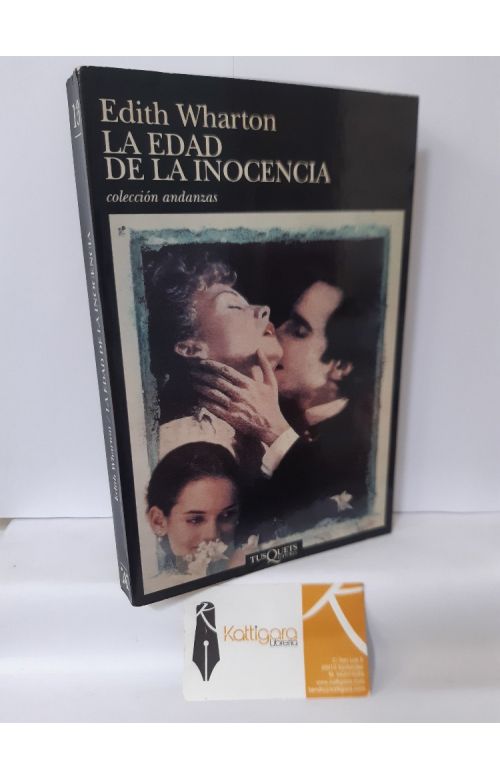 Edith Wharton
LA EDAD
DE LA INOCENCIA
colección andanzas
Edith Wharton / LA EDAD DE LA INOCENCIA
TUSQUETS
Kattigara
Librería